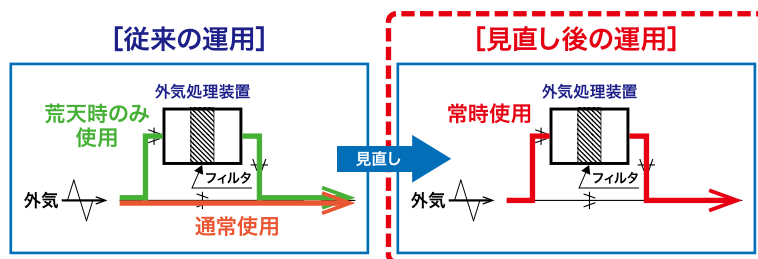 [従来の運用]
外気処理装置
荒天時のみ
使用
フィルタ
外気
通常使用
見直し
[見直し後の運用]
外気処理装置
常時使用
フィルタ
外気